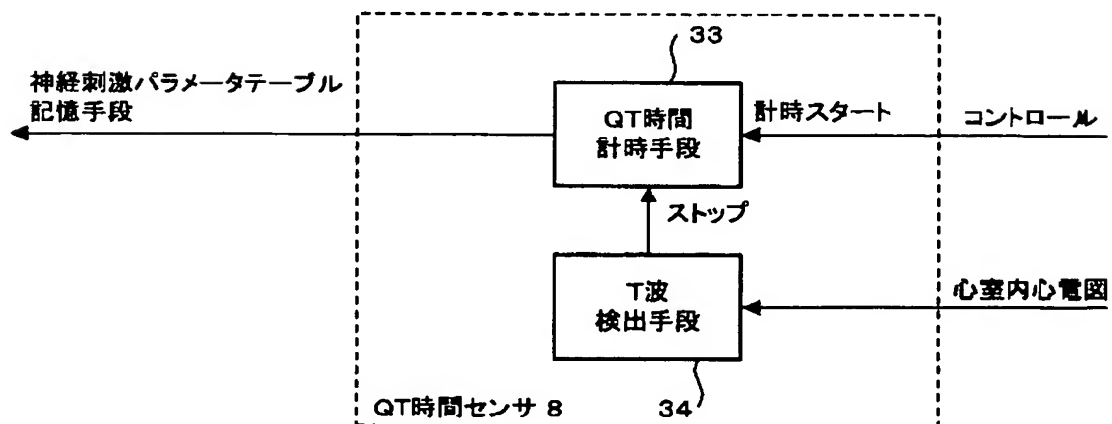 33
神経刺激パラメータテーブル
記憶手段
QT時間
計時手段
計時スタート
コントロール
ストップ
T波
検出手段
心室内心電図
QT時間センサ 8
34